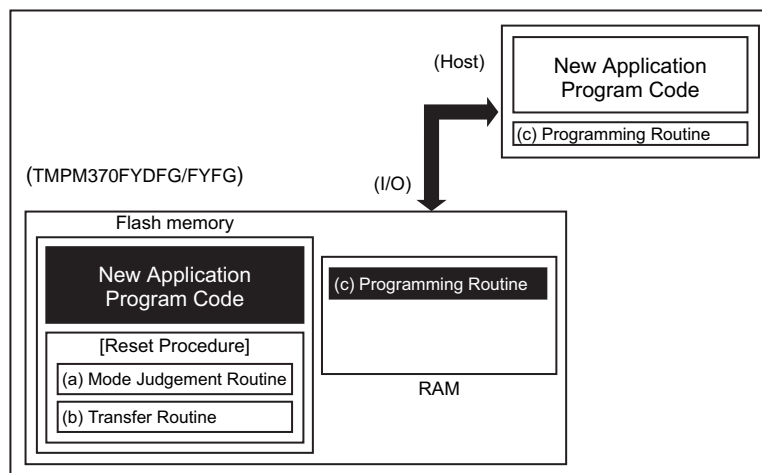 (Host)
New Application
Program Code
(c) Programming Routine
(TMPM370FYDFG/FYFG)
(I/O)
Flash memory
New Application
Program Code
(c) Programming Routine
[Reset Procedure]
(a) Mode Judgement Routine
(b) Transfer Routine
RAM